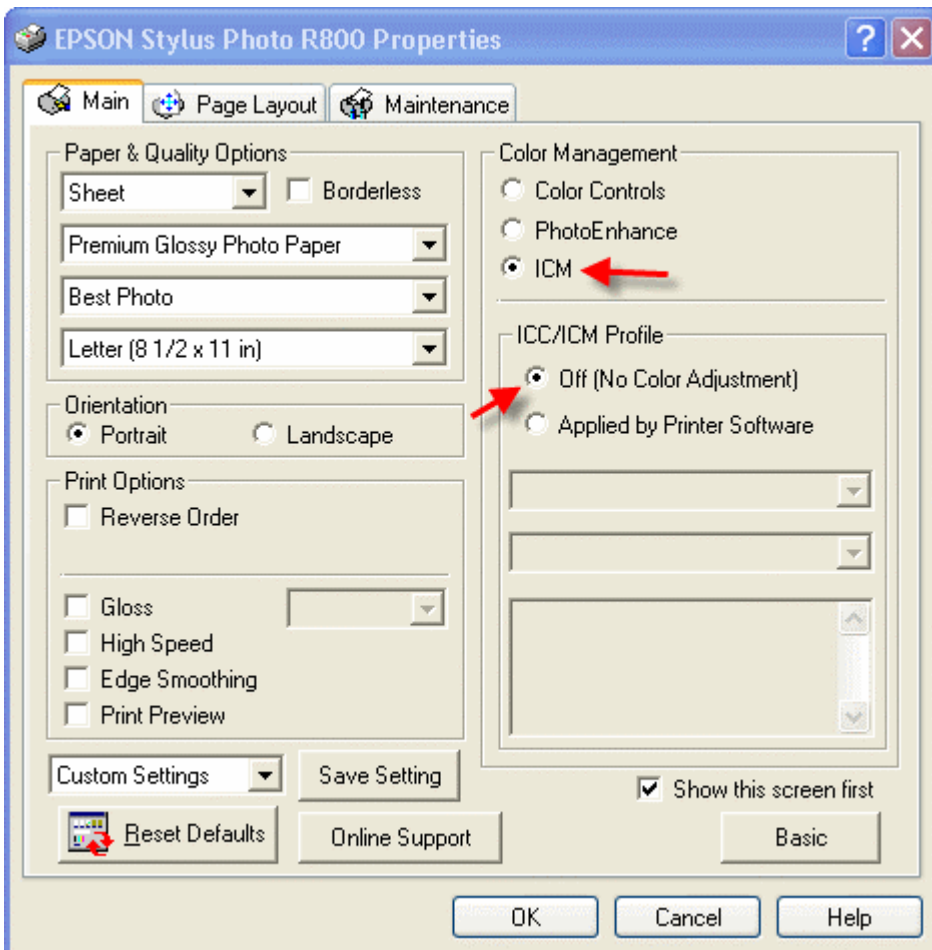 EPSON Stylus Photo R800 Properties
?
Main
Page Layout
Maintenance
Paper & Quality Options
Sheet
Borderless
Premium Glossy Photo Paper
Best Photo
Letter (8 1/2 x 11 in)
Orientation
Portrait
Landscape
Print Options
Reverse Order
Gloss
High Speed
Edge Smoothing
Print Preview
Color Management
Color Controls
PhotoEnhance
ICM
ICC/ICM Profile
Off (No Color Adjustment)
Applied by Printer Software
Custom Settings
Save Setting
Show this screen first
Reset Defaults
Online Support
Basic
OK
Cancel
Help